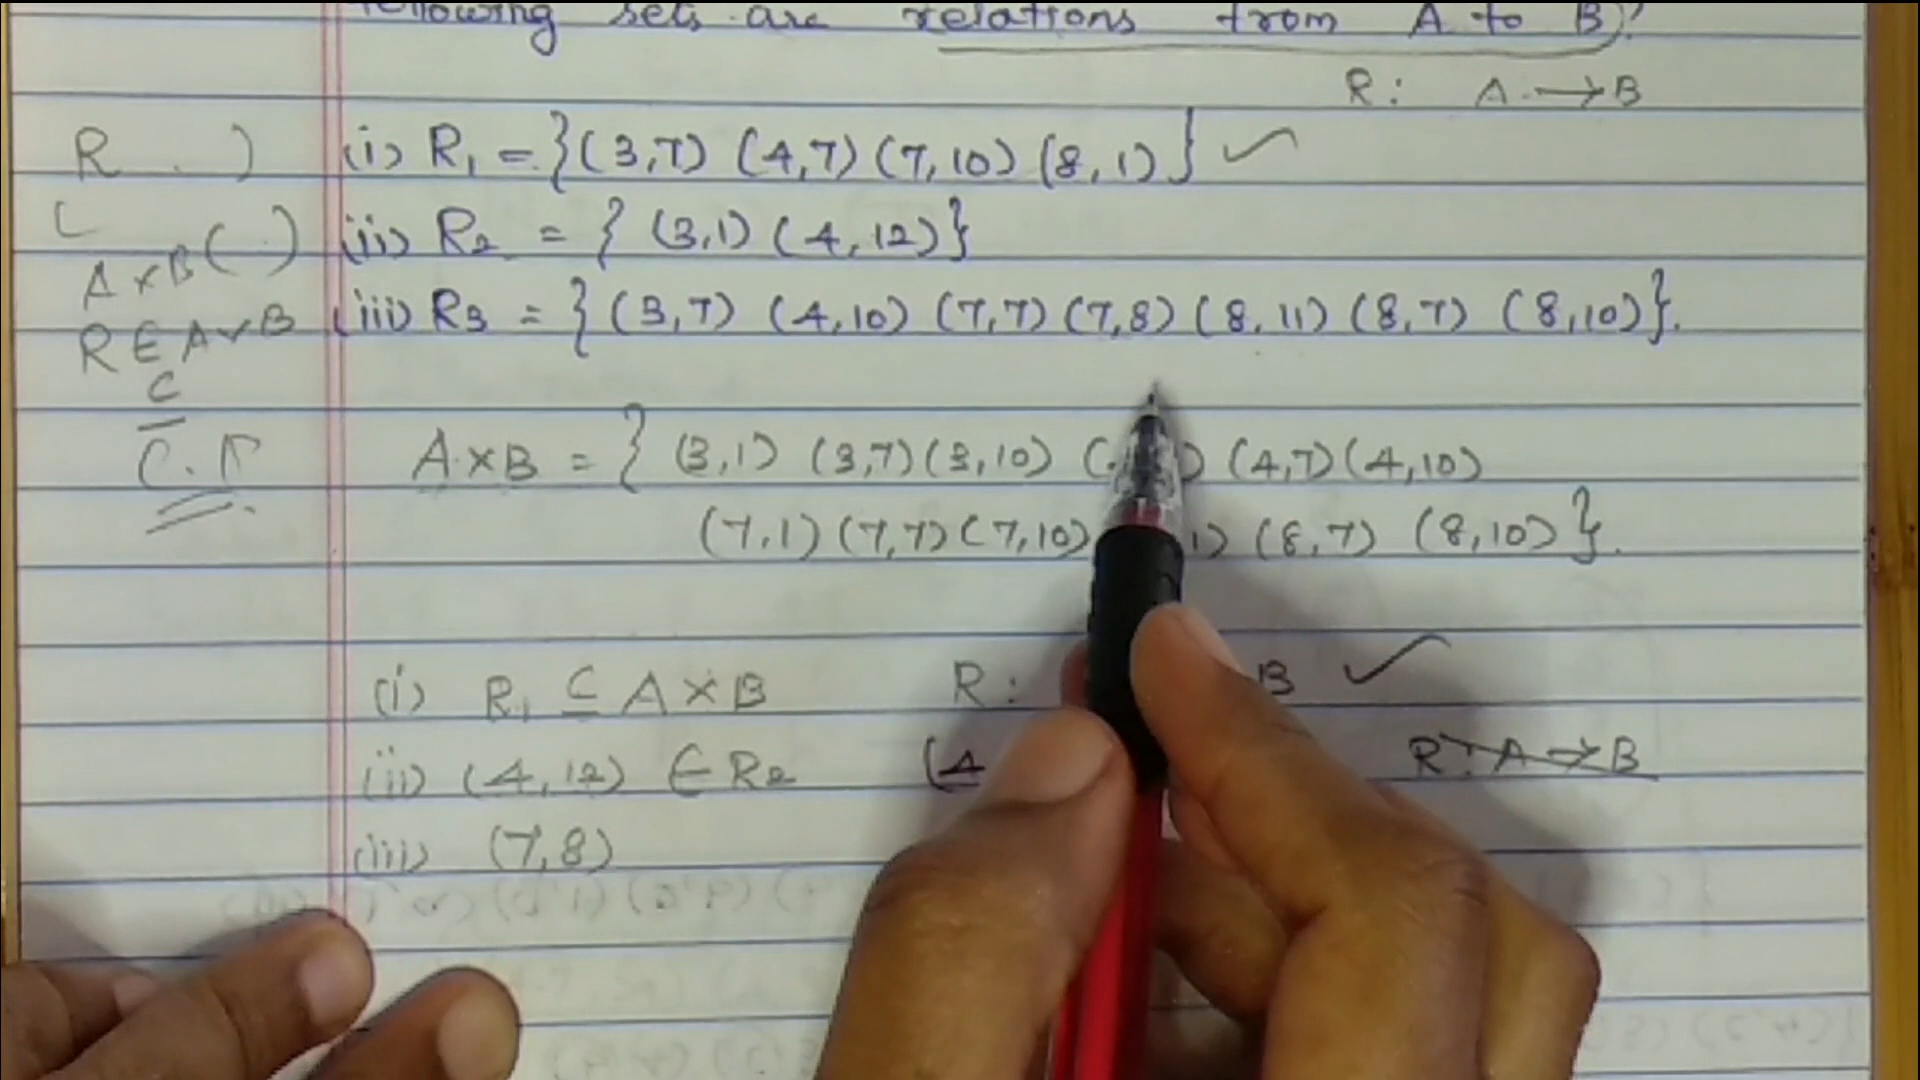 following sets are relations from A to B?
R: A → B
(i) R₁ = {(3,7) (4,7) (7,10) (8,1)} ✓
(ii) R₂ = { (3,1) (4,12)}
(iii) R₃ = { (3,7) (4,10) (7,7) (7,8) (8,11) (8,7) (8,10)}.
R . )
(
A×B ( . )
R ∈ A×B
⊆
C.P
A×B = { (3,1) (3,7) (3,10) ( ) (4,7) (4,10)
(7,1) (7,7) (7,10) 1) (8,7) (8,10) }.
(i) R₁ ⊆ A×B R: B ✓
(ii) (4,12) ∈ R₂ (4 R: A → B
(iii) (7,8)